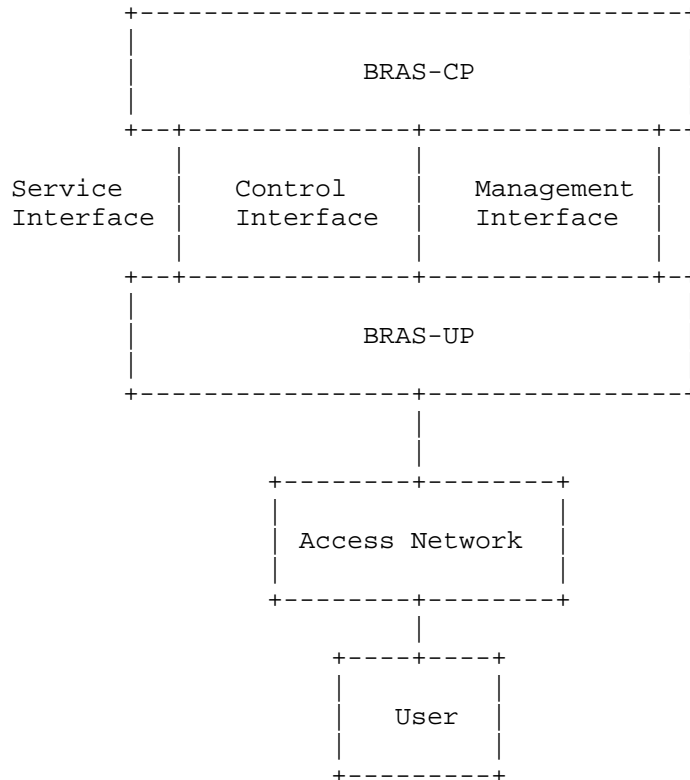 BRAS-CP
Service Control Management
Interface Interface Interface
BRAS-UP
Access Network
User